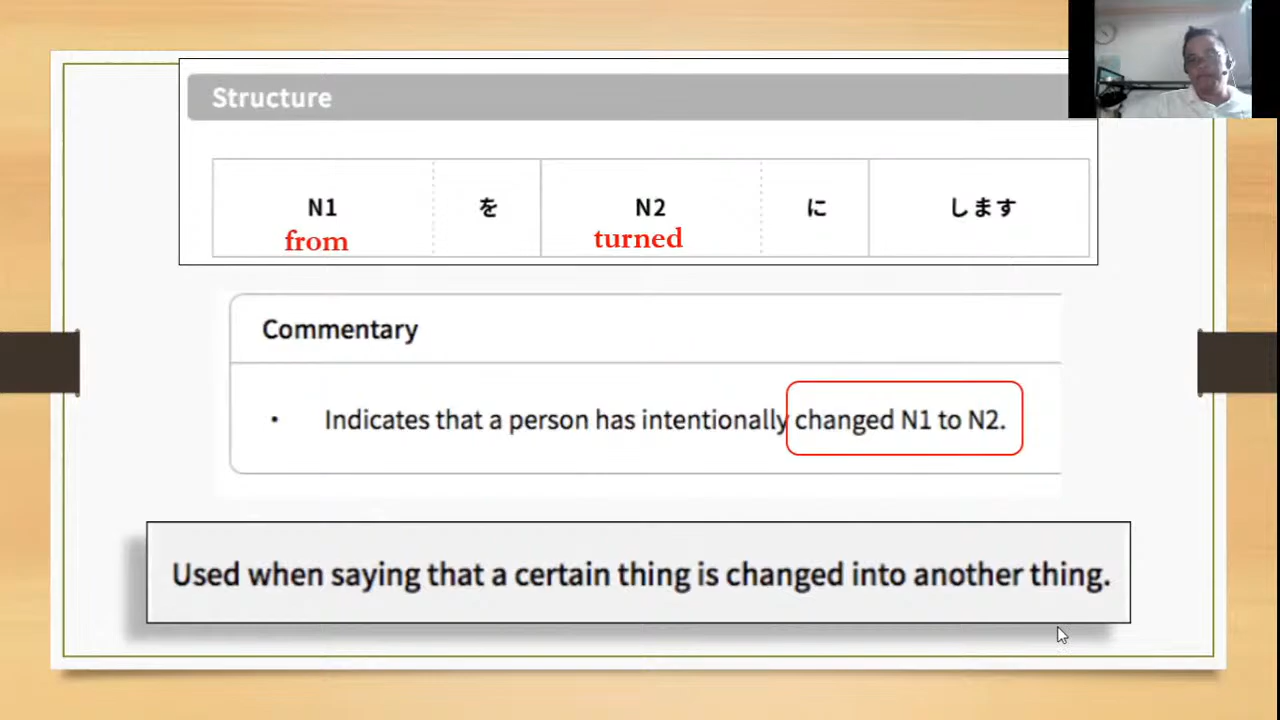 Structure
N1 を N2 に します
from turned
Commentary
• Indicates that a person has intentionally changed N1 to N2.
Used when saying that a certain thing is changed into another thing.